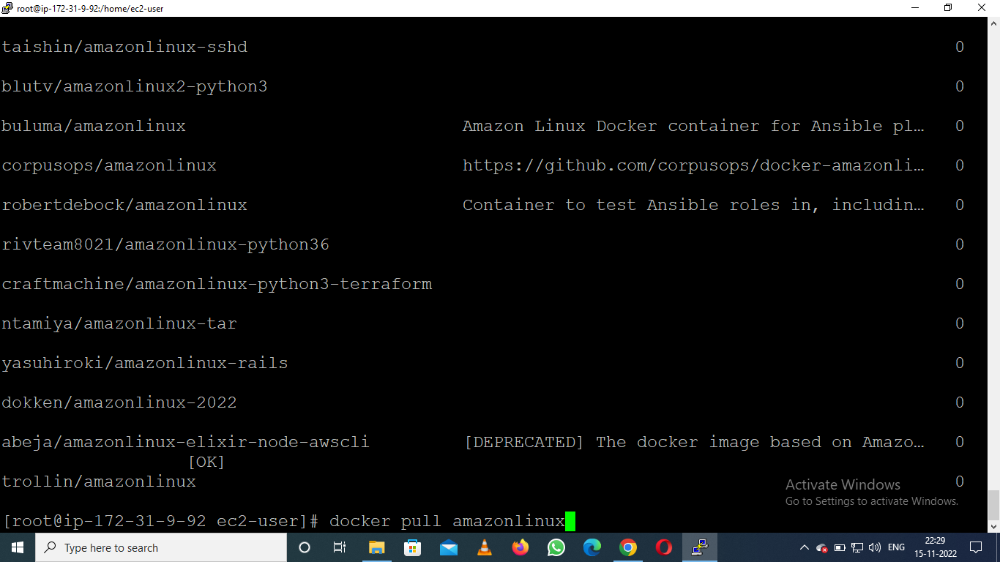 root@ip-172-31-9-92:/home/ec2-user
taishin/amazonlinux-sshd 0
blutv/amazonlinux2-python3 0
buluma/amazonlinux Amazon Linux Docker container for Ansible pl… 0
corpusops/amazonlinux https://github.com/corpusops/docker-amazonli… 0
robertdebock/amazonlinux Container to test Ansible roles in, includin… 0
rivteam8021/amazonlinux-python36 0
craftmachine/amazonlinux-python3-terraform 0
ntamiya/amazonlinux-tar 0
yasuhiroki/amazonlinux-rails 0
dokken/amazonlinux-2022 0
abeja/amazonlinux-elixir-node-awscli [DEPRECATED] The docker image based on Amazo… 0
[OK]
trollin/amazonlinux 0
Activate Windows
Go to Settings to activate Windows.
[root@ip-172-31-9-92 ec2-user]# docker pull amazonlinux
Type here to search
ENG
22:29
15-11-2022